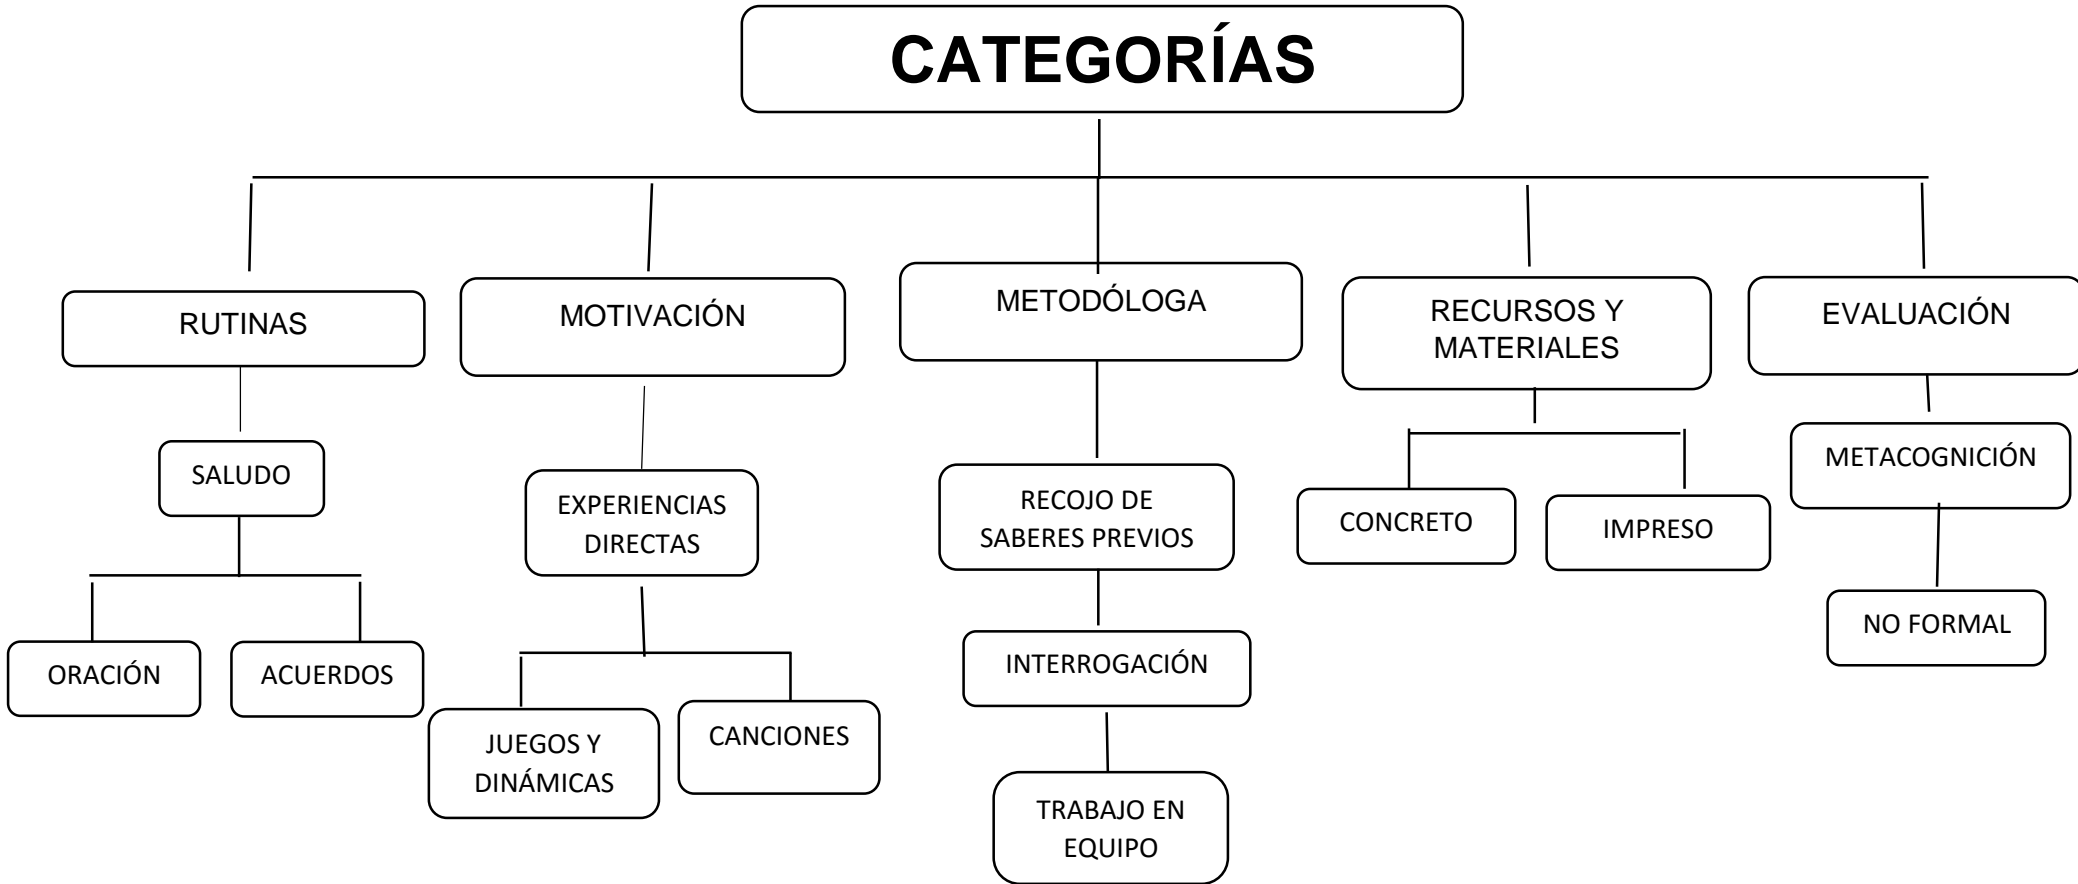 CATEGORÍAS
RUTINAS
MOTIVACIÓN
METODÓLOGA
RECURSOS Y
MATERIALES
EVALUACIÓN
SALUDO
EXPERIENCIAS
DIRECTAS
RECOJO DE
SABERES PREVIOS
CONCRETO
IMPRESO
METACOGNICIÓN
ORACIÓN
ACUERDOS
JUEGOS Y
DINÁMICAS
CANCIONES
INTERROGACIÓN
NO FORMAL
TRABAJO EN
EQUIPO